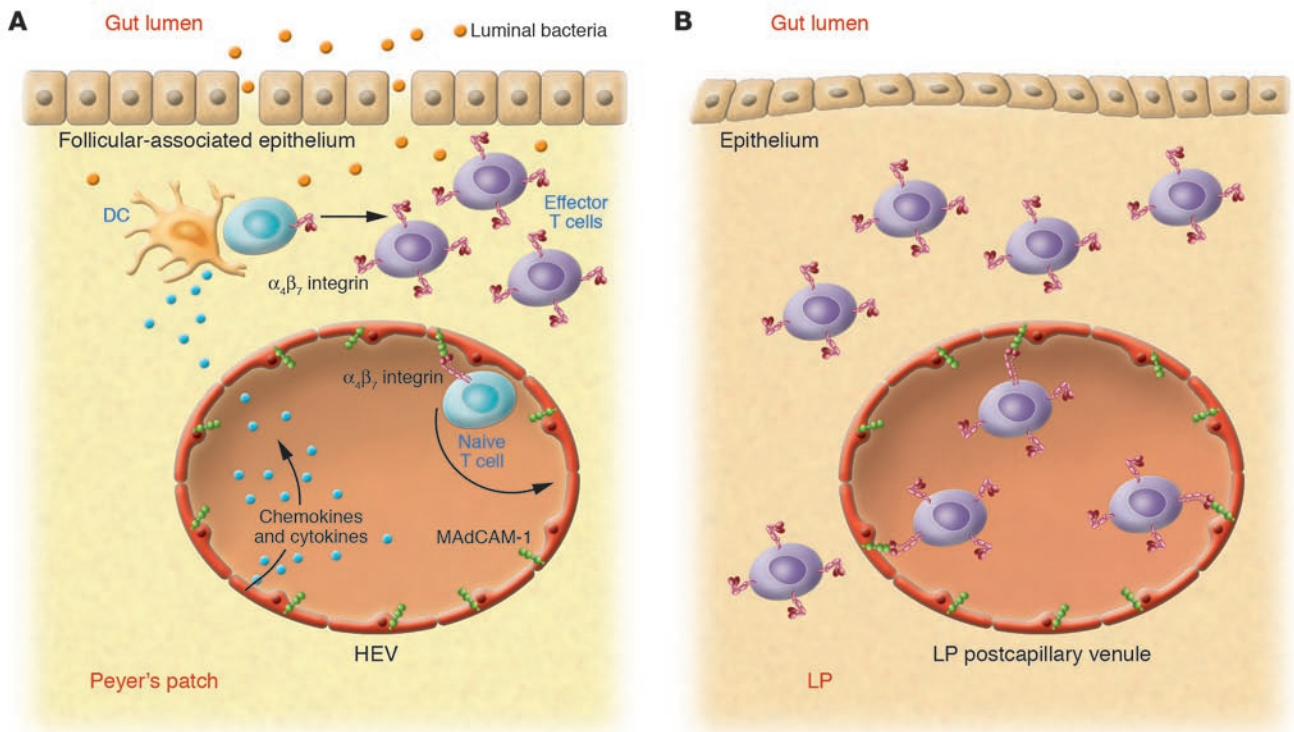 A
Gut lumen
Luminal bacteria
Follicular-associated epithelium
DC
Effector
T cells
α₄β₇ integrin
α₄β₇ integrin
Naive
T cell
Chemokines
and cytokines
MAdCAM-1
HEV
Peyer's patch
B
Gut lumen
Epithelium
LP postcapillary venule
LP